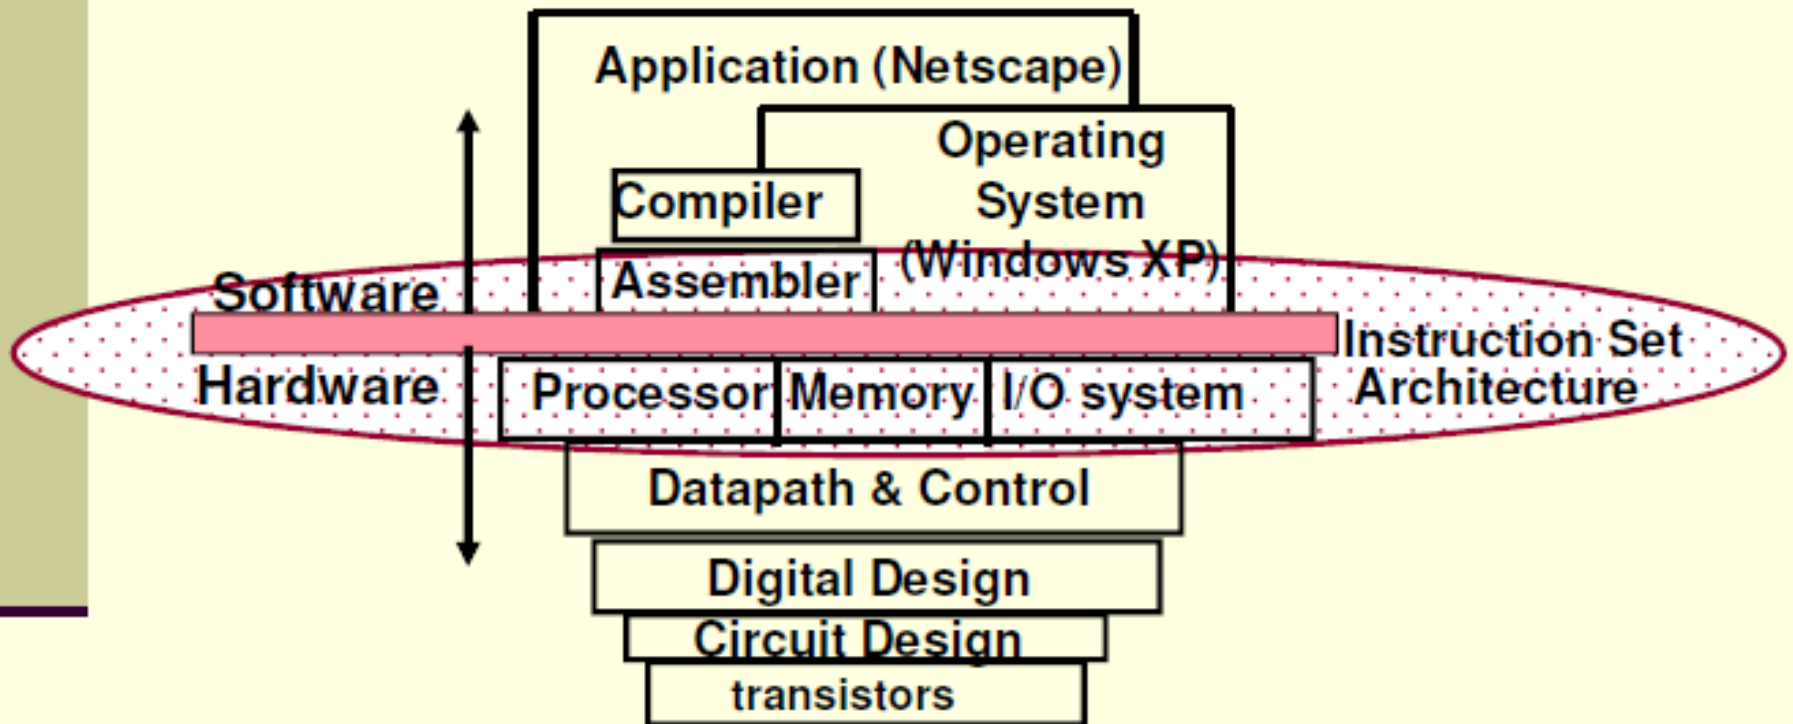 Application (Netscape)
Operating
System
(Windows XP)
Compiler
Assembler
Software
Instruction Set
Architecture
Hardware
Processor
Memory
I/O system
Datapath & Control
Digital Design
Circuit Design
transistors